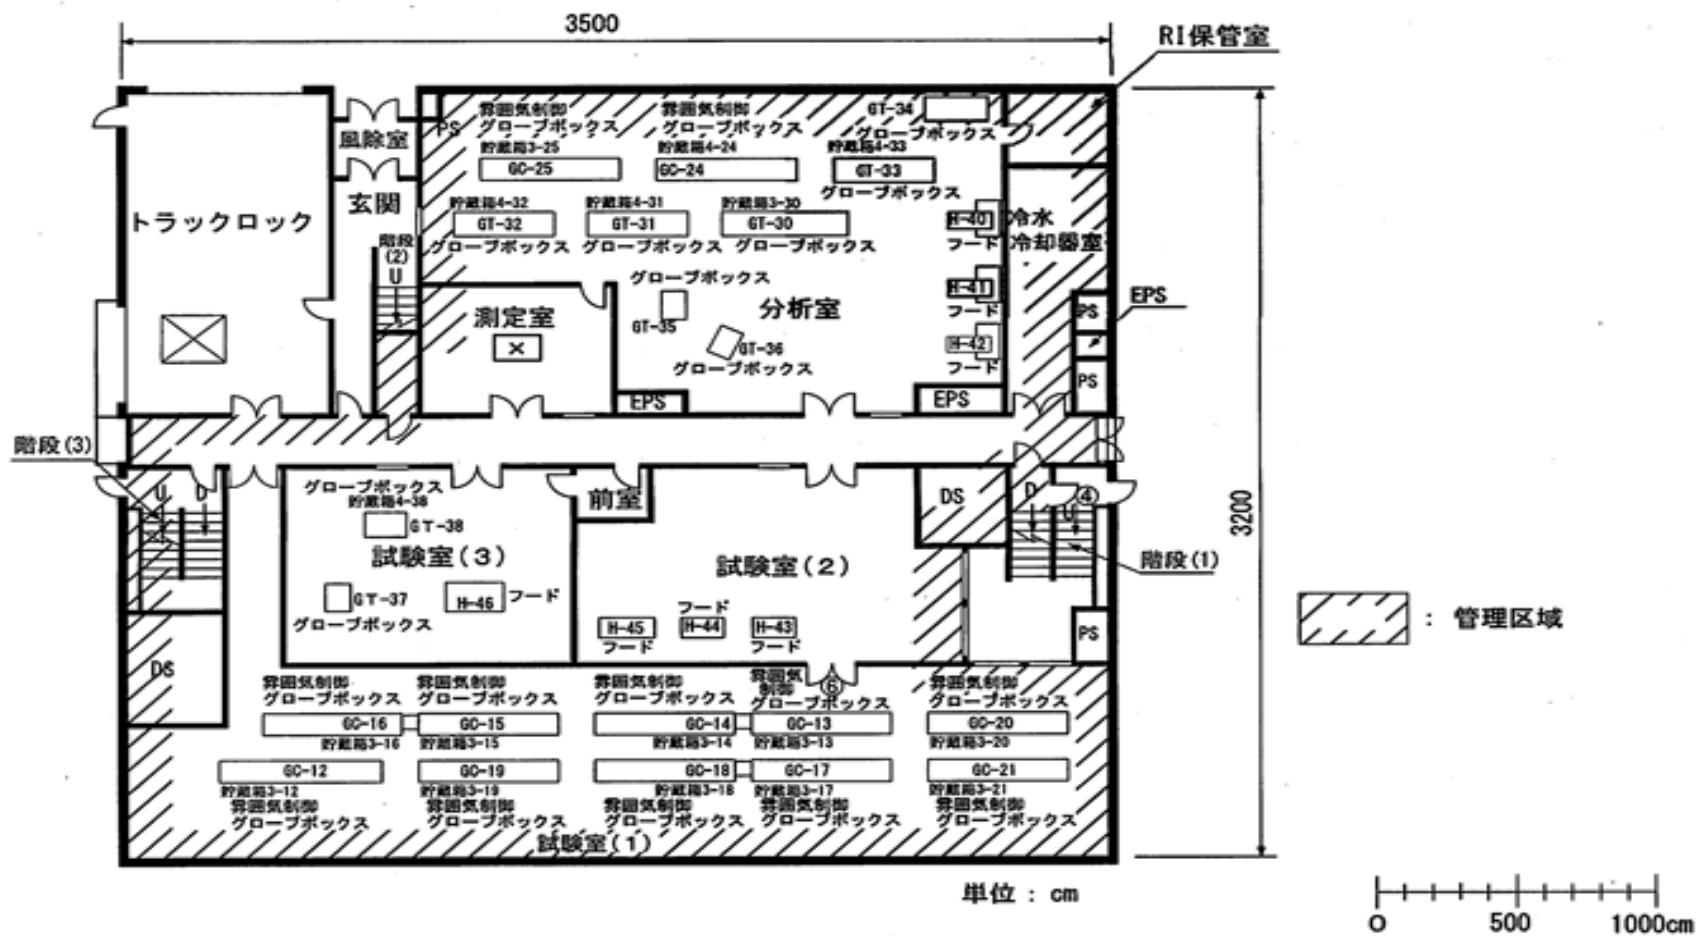 3500
RI保管室
雰囲気制御
グローブボックス
雰囲気制御
グローブボックス
GT-34
グローブボックス
PS
風除室
貯蔵箱3-25
GC-25
貯蔵箱4-24
GC-24
貯蔵箱4-33
GT-33
グローブボックス
トラックロック
玄関
階段
(2)
U
貯蔵箱4-32
GT-32
グローブボックス
貯蔵箱4-31
GT-31
グローブボックス
貯蔵箱3-30
GT-30
グローブボックス
H-40
フード
冷水
冷却器室
グローブボックス
GT-35
分析室
H-41
フード
測定室
GT-36
グローブボックス
H-42
フード
PS
EPS
PS
EPS
EPS
階段(3)
U
D
グローブボックス
貯蔵箱4-38
GT-38
試験室(3)
GT-37
グローブボックス
H-46
フード
前室
試験室(2)
H-45
フード
フード
H-44
H-43
フード
DS
D
U
④
階段(1)
PS
3200
: 管理区域
DS
雰囲気制御
グローブボックス
GC-16
貯蔵箱3-16
雰囲気制御
グローブボックス
GC-15
貯蔵箱3-15
雰囲気制御
グローブボックス
GC-14
貯蔵箱3-14
雰囲気
制御
⑥
グローブボックス
GC-13
貯蔵箱3-13
雰囲気制御
グローブボックス
GC-20
貯蔵箱3-20
GC-12
貯蔵箱3-12
雰囲気制御
グローブボックス
GC-19
貯蔵箱3-19
雰囲気制御
グローブボックス
GC-18
貯蔵箱3-18
雰囲気制御
グローブボックス
GC-17
貯蔵箱3-17
雰囲気制御
グローブボックス
GC-21
貯蔵箱3-21
雰囲気制御
グローブボックス
試験室(1)
単位 : cm
0
500
1000cm